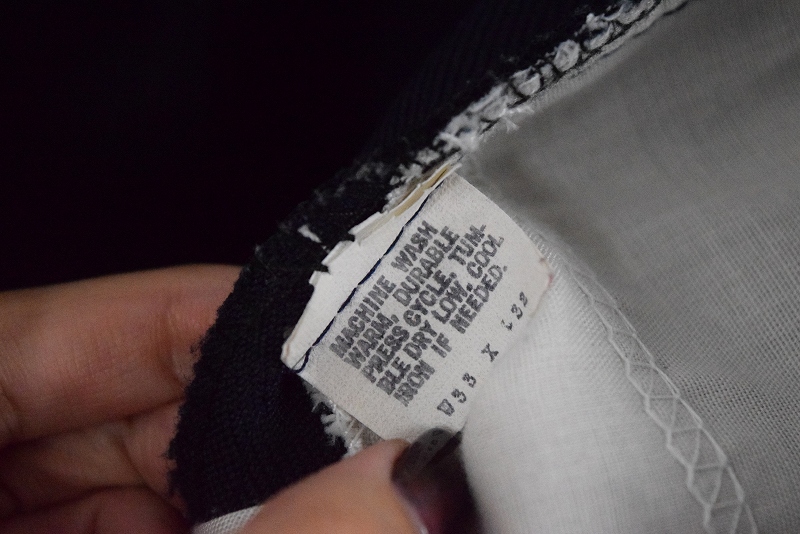 MACHINE WASH
WARM, DURABLE
PRESS CYCLE TUM-
BLE DRY LOW. COOL
IRON IF NEEDED.
W33 X L32